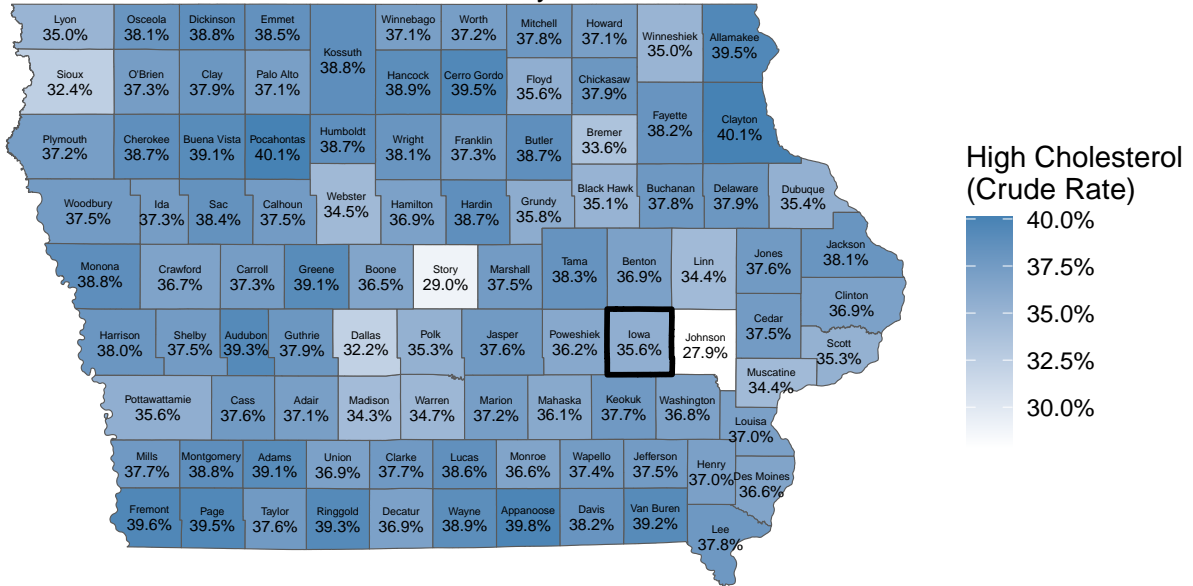 Lyon
35.0%
Osceola
38.1%
Dickinson
38.8%
Emmet
38.5%
Kossuth
38.8%
Winnebago
37.1%
Worth
37.2%
Mitchell
37.8%
Howard
37.1%
Winneshiek
35.0%
Allamakee
39.5%
Sioux
32.4%
O'Brien
37.3%
Clay
37.9%
Palo Alto
37.1%
Hancock
38.9%
Cerro Gordo
39.5%
Floyd
35.6%
Chickasaw
37.9%
Fayette
38.2%
Clayton
40.1%
Plymouth
37.2%
Cherokee
38.7%
Buena Vista
39.1%
Pocahontas
40.1%
Humboldt
38.7%
Wright
38.1%
Franklin
37.3%
Butler
38.7%
Bremer
33.6%
Woodbury
37.5%
Ida
37.3%
Sac
38.4%
Calhoun
37.5%
Webster
34.5%
Hamilton
36.9%
Hardin
38.7%
Grundy
35.8%
Black Hawk
35.1%
Buchanan
37.8%
Delaware
37.9%
Dubuque
35.4%
Monona
38.8%
Crawford
36.7%
Carroll
37.3%
Greene
39.1%
Boone
36.5%
Story
29.0%
Marshall
37.5%
Tama
38.3%
Benton
36.9%
Linn
34.4%
Jones
37.6%
Jackson
38.1%
Clinton
36.9%
Harrison
38.0%
Shelby
37.5%
Audubon
39.3%
Guthrie
37.9%
Dallas
32.2%
Polk
35.3%
Jasper
37.6%
Poweshiek
36.2%
Iowa
35.6%
Johnson
27.9%
Cedar
37.5%
Scott
35.3%
Muscatine
34.4%
Pottawattamie
35.6%
Cass
37.6%
Adair
37.1%
Madison
34.3%
Warren
34.7%
Marion
37.2%
Mahaska
36.1%
Keokuk
37.7%
Washington
36.8%
Louisa
37.0%
Mills
37.7%
Montgomery
38.8%
Adams
39.1%
Union
36.9%
Clarke
37.7%
Lucas
38.6%
Monroe
36.6%
Wapello
37.4%
Jefferson
37.5%
Henry
37.0%
Des Moines
36.6%
Fremont
39.6%
Page
39.5%
Taylor
37.6%
Ringgold
39.3%
Decatur
36.9%
Wayne
38.9%
Appanoose
39.8%
Davis
38.2%
Van Buren
39.2%
Lee
37.8%
High Cholesterol
(Crude Rate)
40.0%
37.5%
35.0%
32.5%
30.0%